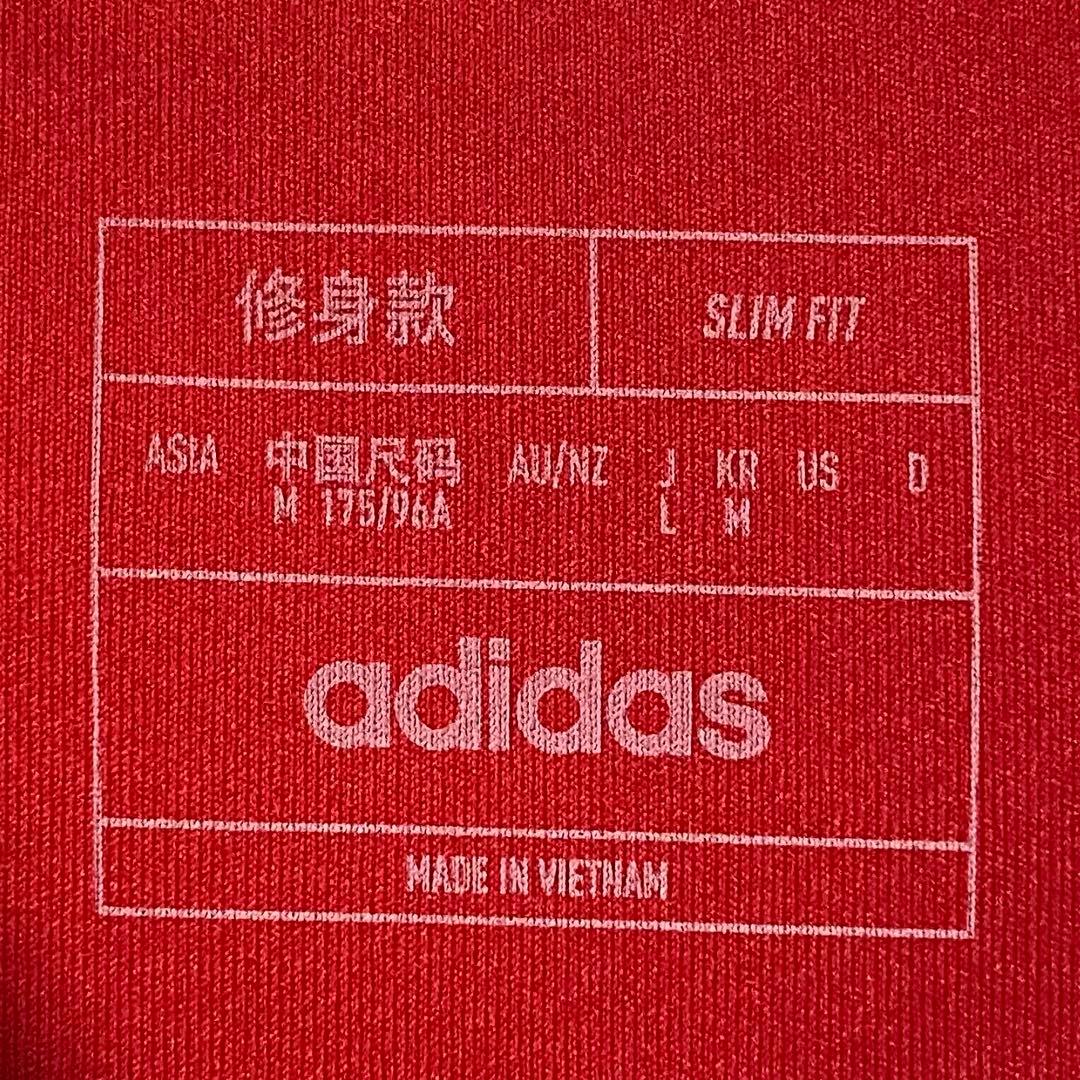 修身款 SLIM FIT
ASIA 中国尺码 AU/NZ J KR US D
M 175/96A L M
adidas
MADE IN VIETNAM